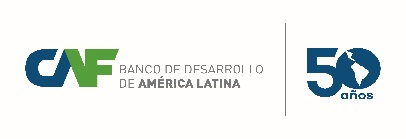 CAF
BANCO DE DESARROLLO
DE AMÉRICA LATINA
50
años